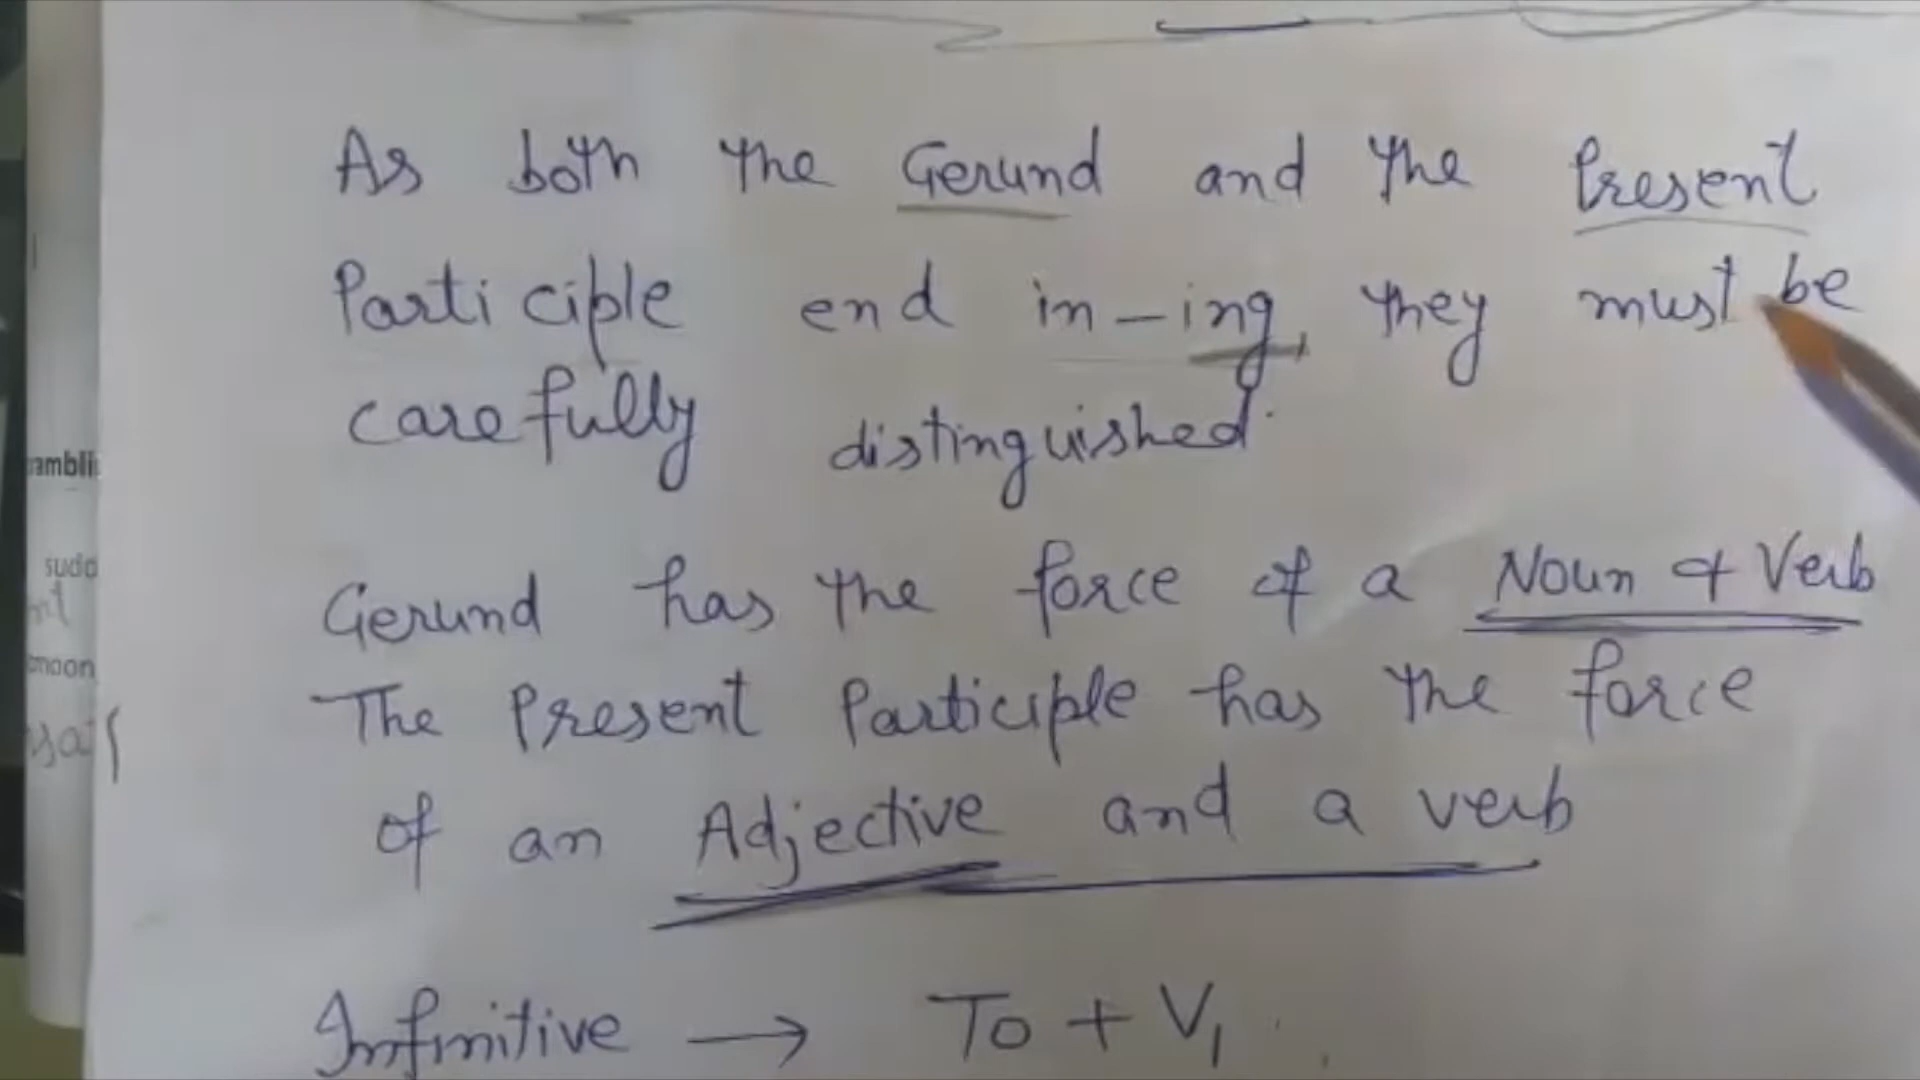 As both the Gerund and the Present
Participle end in -ing, they must be
carefully distinguished.
Gerund has the force of a Noun & Verb
The Present Participle has the force
of an Adjective and a verb
Infinitive → To + V1